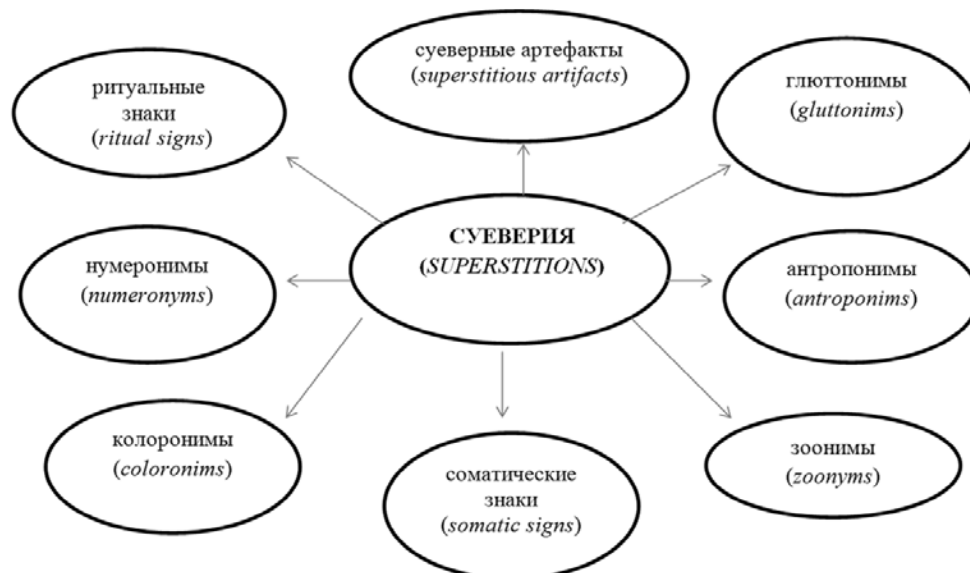 суеверные артефакты
(superstitious artifacts)
ритуальные
знаки
(ritual signs)
глюттонимы
(gluttonims)
СУЕВЕРИЯ
(SUPERSTITIONS)
нумеронимы
(numeronyms)
антропонимы
(antroponims)
колоронимы
(coloronims)
соматические
знаки
(somatic signs)
зоонимы
(zoonyms)